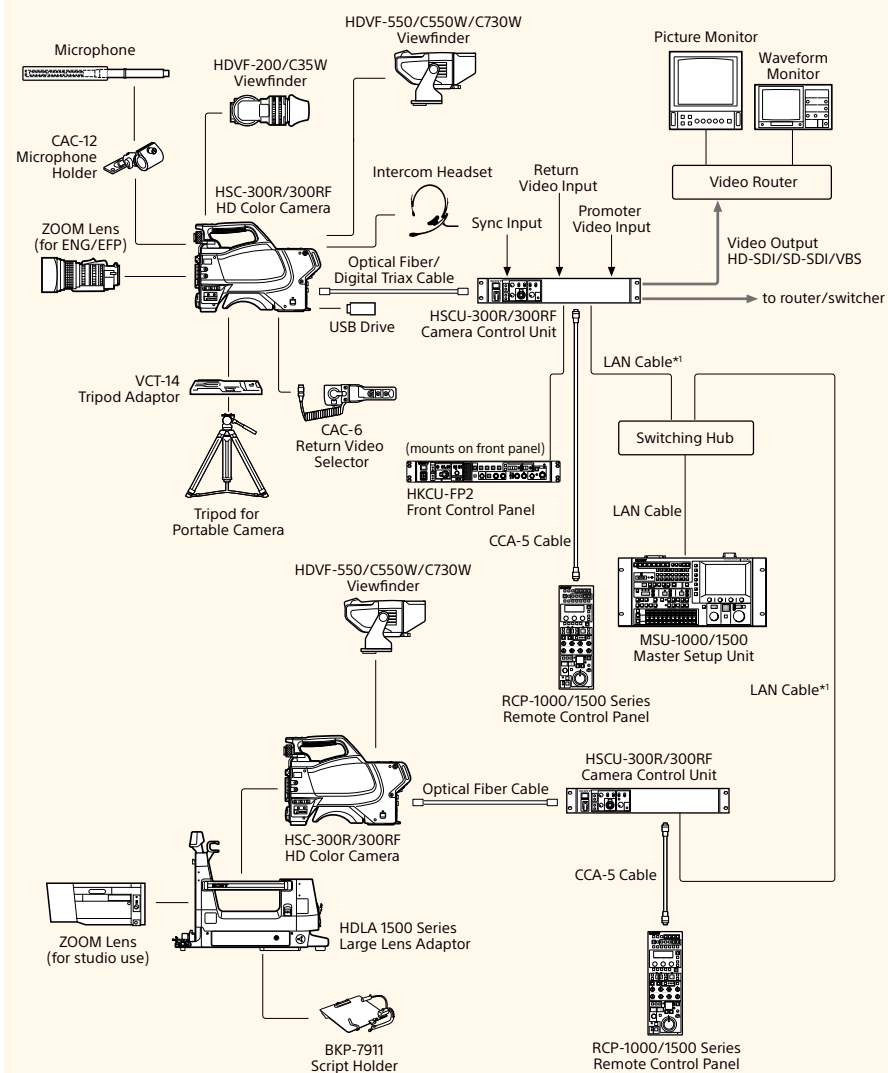 HDVF-550/C550W/C730W
Viewfinder
Microphone
HDVF-200/C35W
Viewfinder
Picture Monitor
Waveform
Monitor
CAC-12
Microphone
Holder
HSC-300R/300RF
HD Color Camera
Intercom Headset
Return
Video Input
Sync Input
Promoter
Video Input
Video Router
ZOOM Lens
(for ENG/EFP)
Optical Fiber/
Digital Triax Cable
Video Output
HD-SDI/SD-SDI/VBS
to router/switcher
USB Drive
HSCU-300R/300RF
Camera Control Unit
VCT-14
Tripod Adaptor
CAC-6
Return Video
Selector
LAN Cable*1
Switching Hub
(mounts on front panel)
HKCU-FP2
Front Control Panel
Tripod for
Portable Camera
LAN Cable
CCA-5 Cable
HDVF-550/C550W/C730W
Viewfinder
MSU-1000/1500
Master Setup Unit
RCP-1000/1500 Series
Remote Control Panel
LAN Cable*1
HSCU-300R/300RF
Camera Control Unit
Optical Fiber Cable
HSC-300R/300RF
HD Color Camera
CCA-5 Cable
SONY
ZOOM Lens
(for studio use)
HDLA 1500 Series
Large Lens Adaptor
BKP-7911
Script Holder
RCP-1000/1500 Series
Remote Control Panel